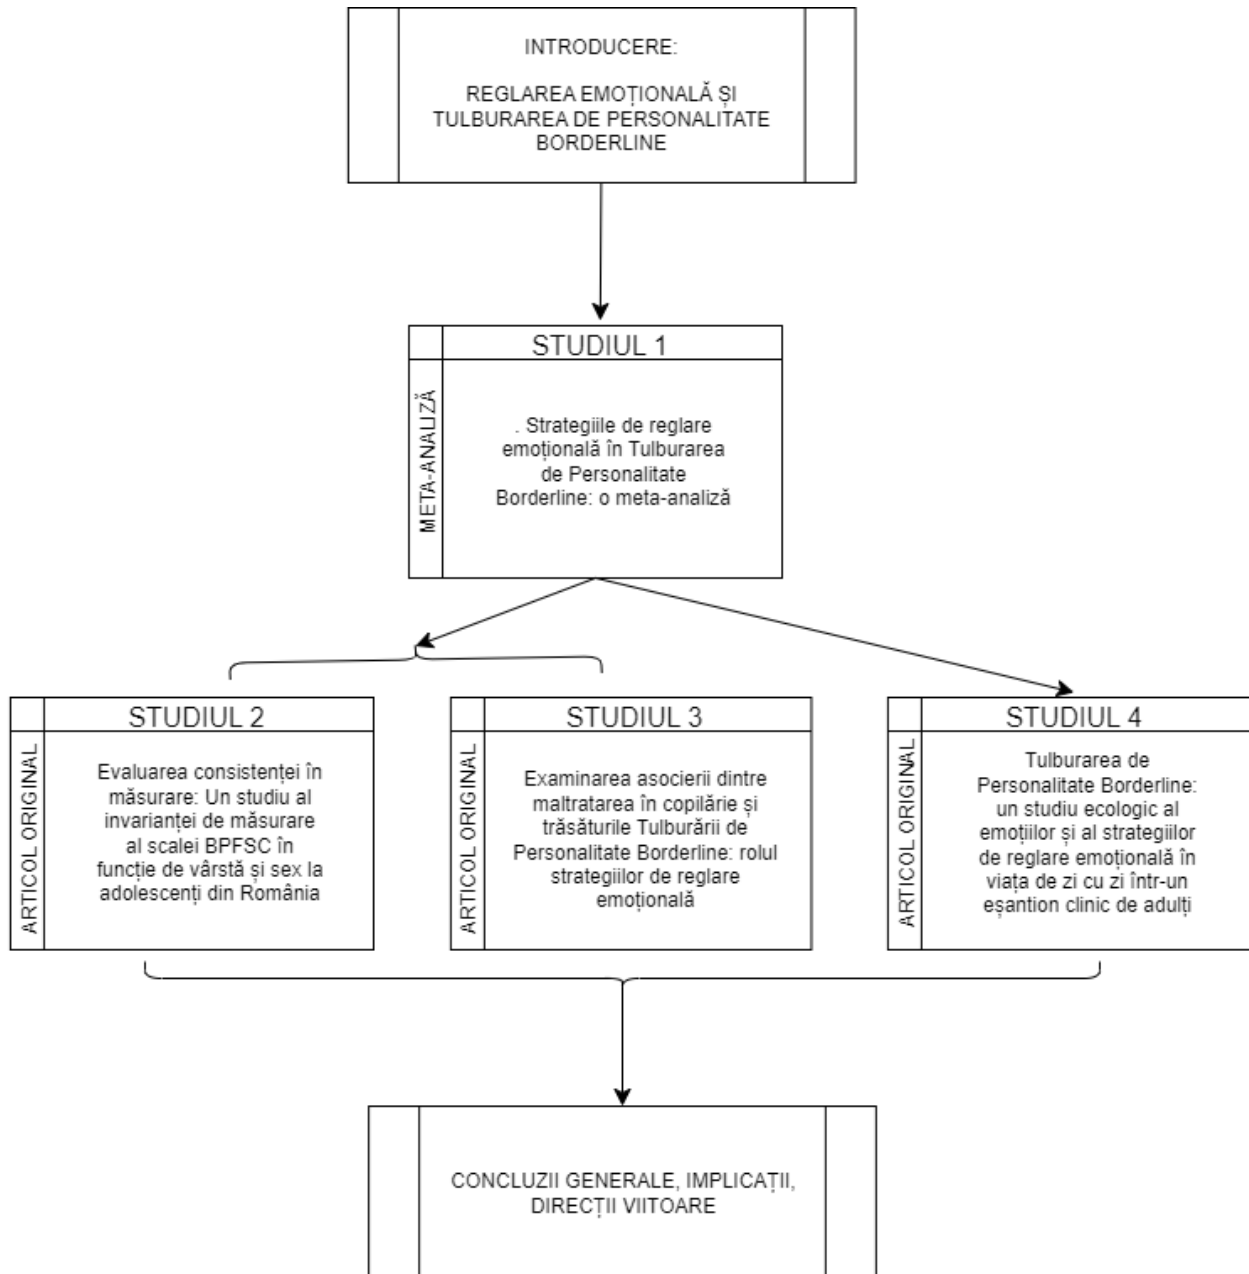 INTRODUCERE:
REGLAREA EMOȚIONALĂ ȘI
TULBURAREA DE PERSONALITATE
BORDERLINE
STUDIUL 1
META-ANALIZĂ
. Strategiile de reglare
emoțională în Tulburarea
de Personalitate
Borderline: o meta-analiză
STUDIUL 2
ARTICOL ORIGINAL
Evaluarea consistenței în
măsurare: Un studiu al
invarianței de măsurare
al scalei BPFSC în
funcție de vârstă și sex la
adolescenți din România
STUDIUL 3
ARTICOL ORIGINAL
Examinarea asocierii dintre
maltratarea în copilărie și
trăsăturile Tulburării de
Personalitate Borderline: rolul
strategiilor de reglare
emoțională
STUDIUL 4
ARTICOL ORIGINAL
Tulburarea de
Personalitate Borderline:
un studiu ecologic al
emoțiilor și al strategiilor
de reglare emoțională în
viața de zi cu zi într-un
eșantion clinic de adulți
CONCLUZII GENERALE, IMPLICAȚII,
DIRECȚII VIITOARE